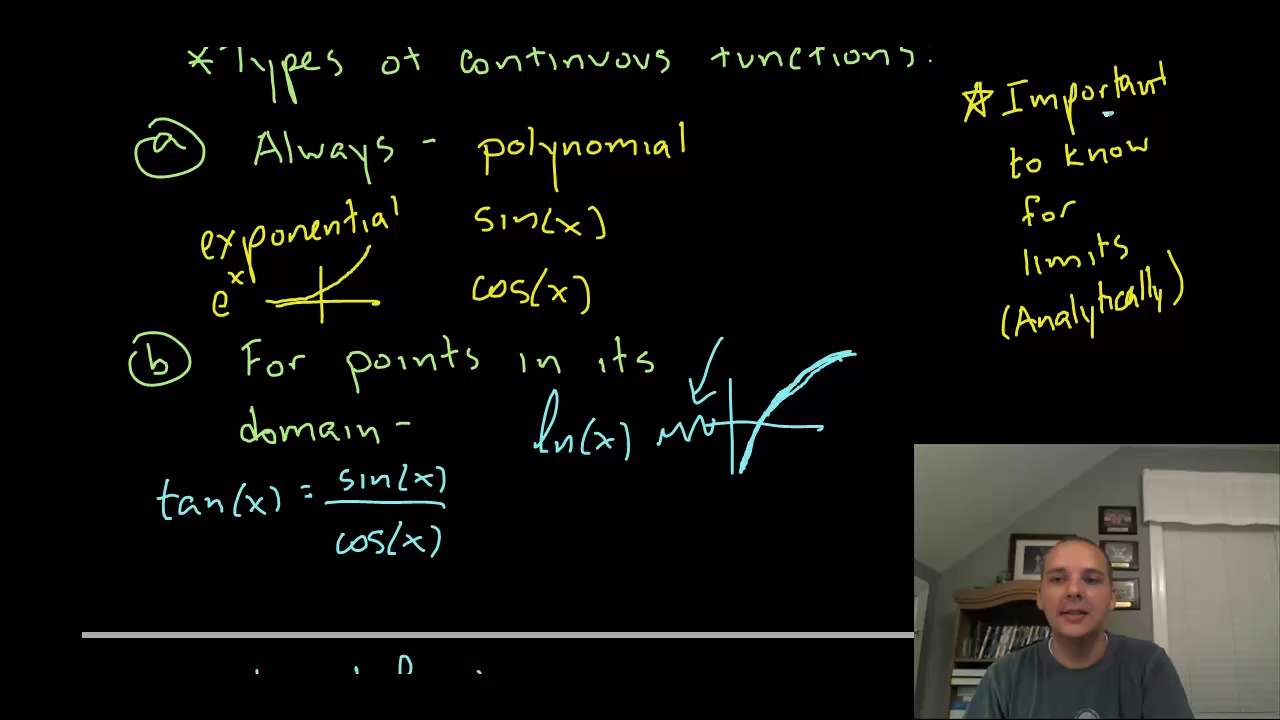 *Types of continuous functions.
ⓐ Always - polynomial
exponential sin(x)
e^x cos(x)
ⓑ For points in its
domain - ln(x)
tan(x) = sin(x)
cos(x)
☆ Important
to know
for
limits
(Analytically)